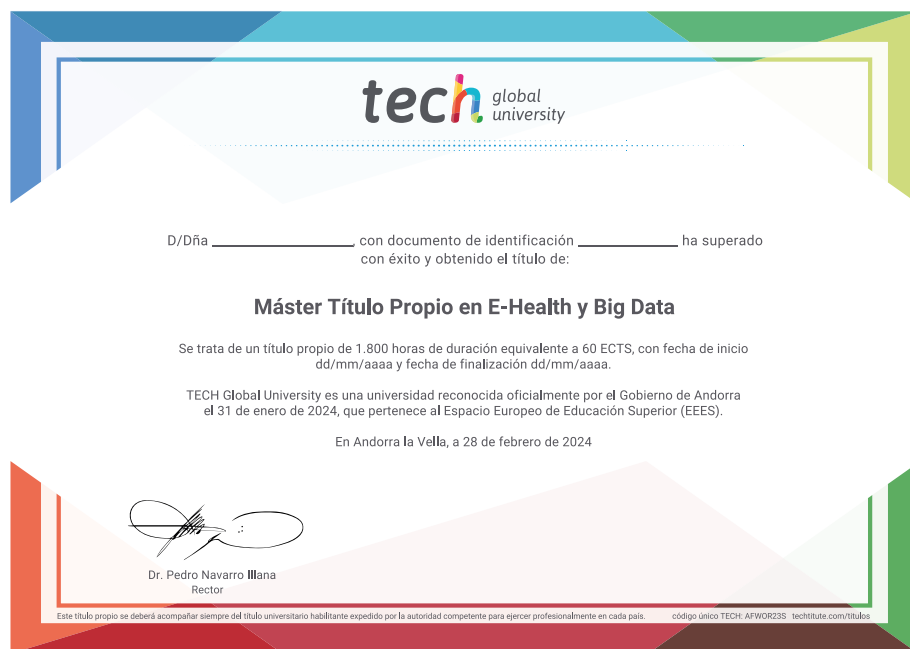 tech global university
D/Dña ______________, con documento de identificación __________ ha superado
con éxito y obtenido el título de:
Máster Título Propio en E-Health y Big Data
Se trata de un título propio de 1.800 horas de duración equivalente a 60 ECTS, con fecha de inicio
dd/mm/aaaa y fecha de finalización dd/mm/aaaa.
TECH Global University es una universidad reconocida oficialmente por el Gobierno de Andorra
el 31 de enero de 2024, que pertenece al Espacio Europeo de Educación Superior (EEES).
En Andorra la Vella, a 28 de febrero de 2024
Dr. Pedro Navarro Illana
Rector
Este título propio se deberá acompañar siempre del título universitario habilitante expedido por la autoridad competente para ejercer profesionalmente en cada país. código único TECH: AFWOR23S techtitute.com/titulos